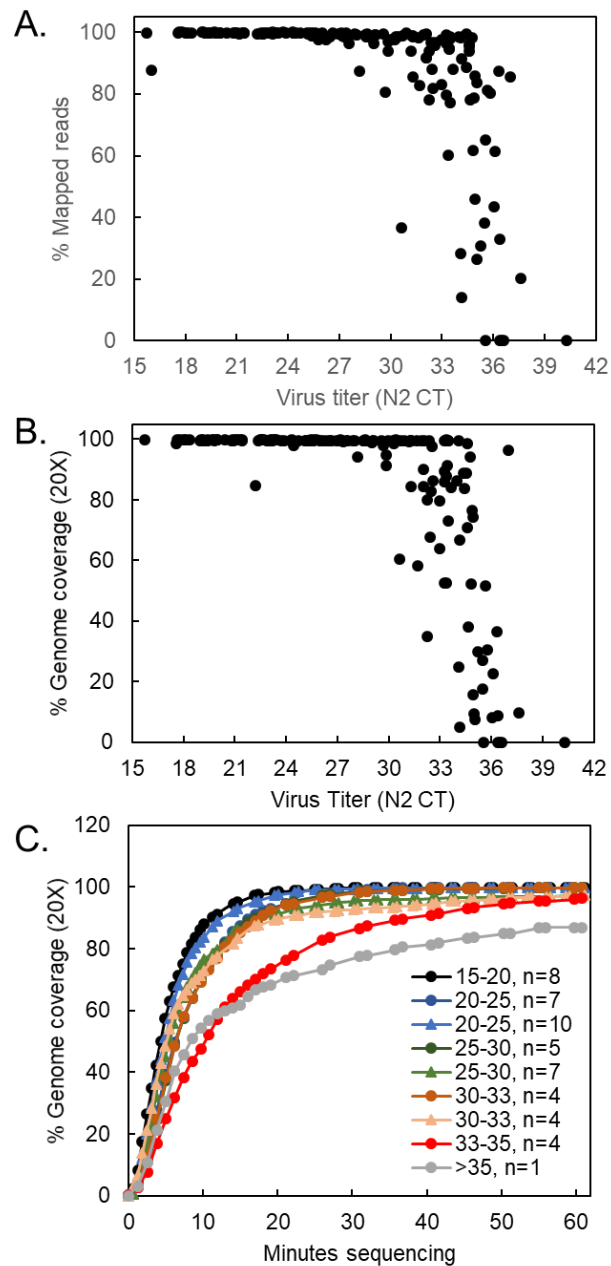 A.
100
80
60
40
20
0
% Mapped reads
15 18 21 24 27 30 33 36 39 42
Virus titer (N2 CT)
B.
100
80
60
40
20
0
% Genome coverage (20X)
15 18 21 24 27 30 33 36 39 42
Virus Titer (N2 CT)
C.
120
100
80
60
40
20
0
% Genome coverage (20X)
15-20, n=8
20-25, n=7
20-25, n=10
25-30, n=5
25-30, n=7
30-33, n=4
30-33, n=4
33-35, n=4
>35, n=1
0 10 20 30 40 50 60
Minutes sequencing